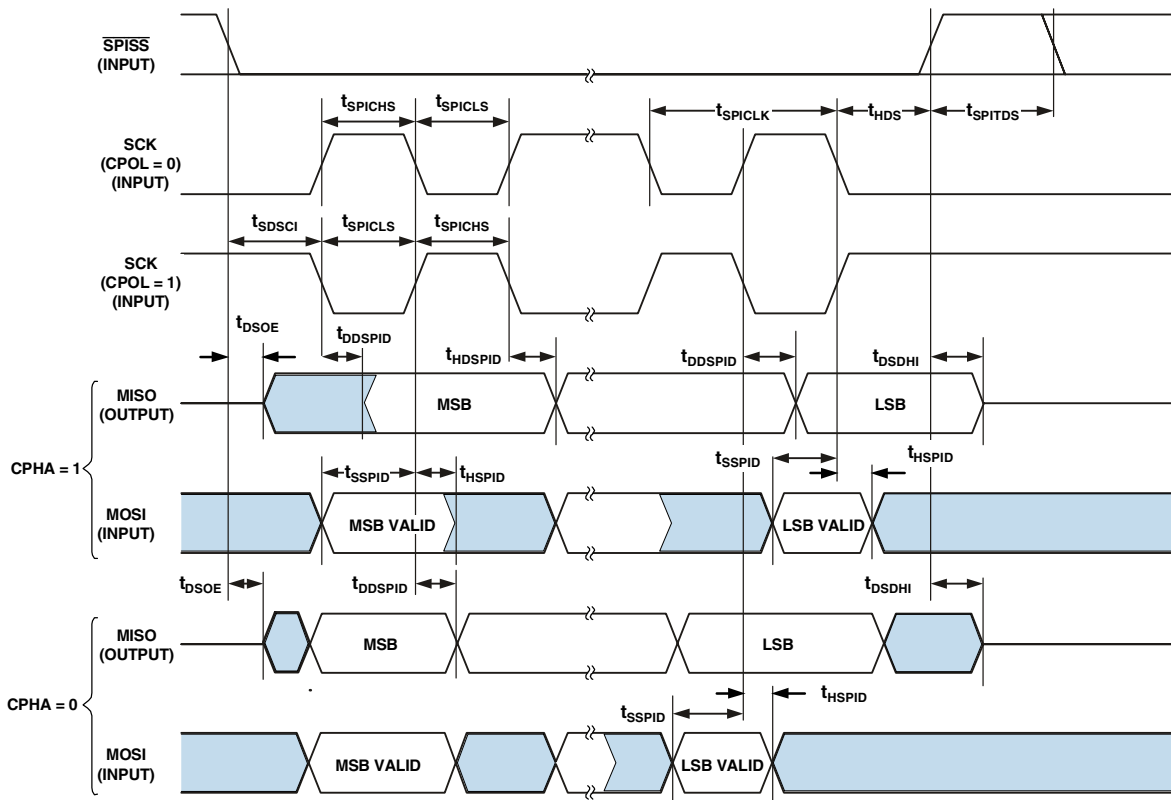 SPISS
(INPUT)
tSPICHS tSPICLS tSPICLK tHDS tSPITDS
SCK
(CPOL = 0)
(INPUT)
tSDSCI tSPICLS tSPICHS
SCK
(CPOL = 1)
(INPUT)
tDSOE tDDSPID tHDSPID tDDSPID tDSDHI
MISO
(OUTPUT)
MSB LSB
CPHA = 1
tSSPID tHSPID tSSPID tHSPID
MOSI
(INPUT)
MSB VALID LSB VALID
tDSOE tDDSPID tDSDHI
MISO
(OUTPUT)
MSB LSB
CPHA = 0
tSSPID tHSPID
MOSI
(INPUT)
MSB VALID LSB VALID